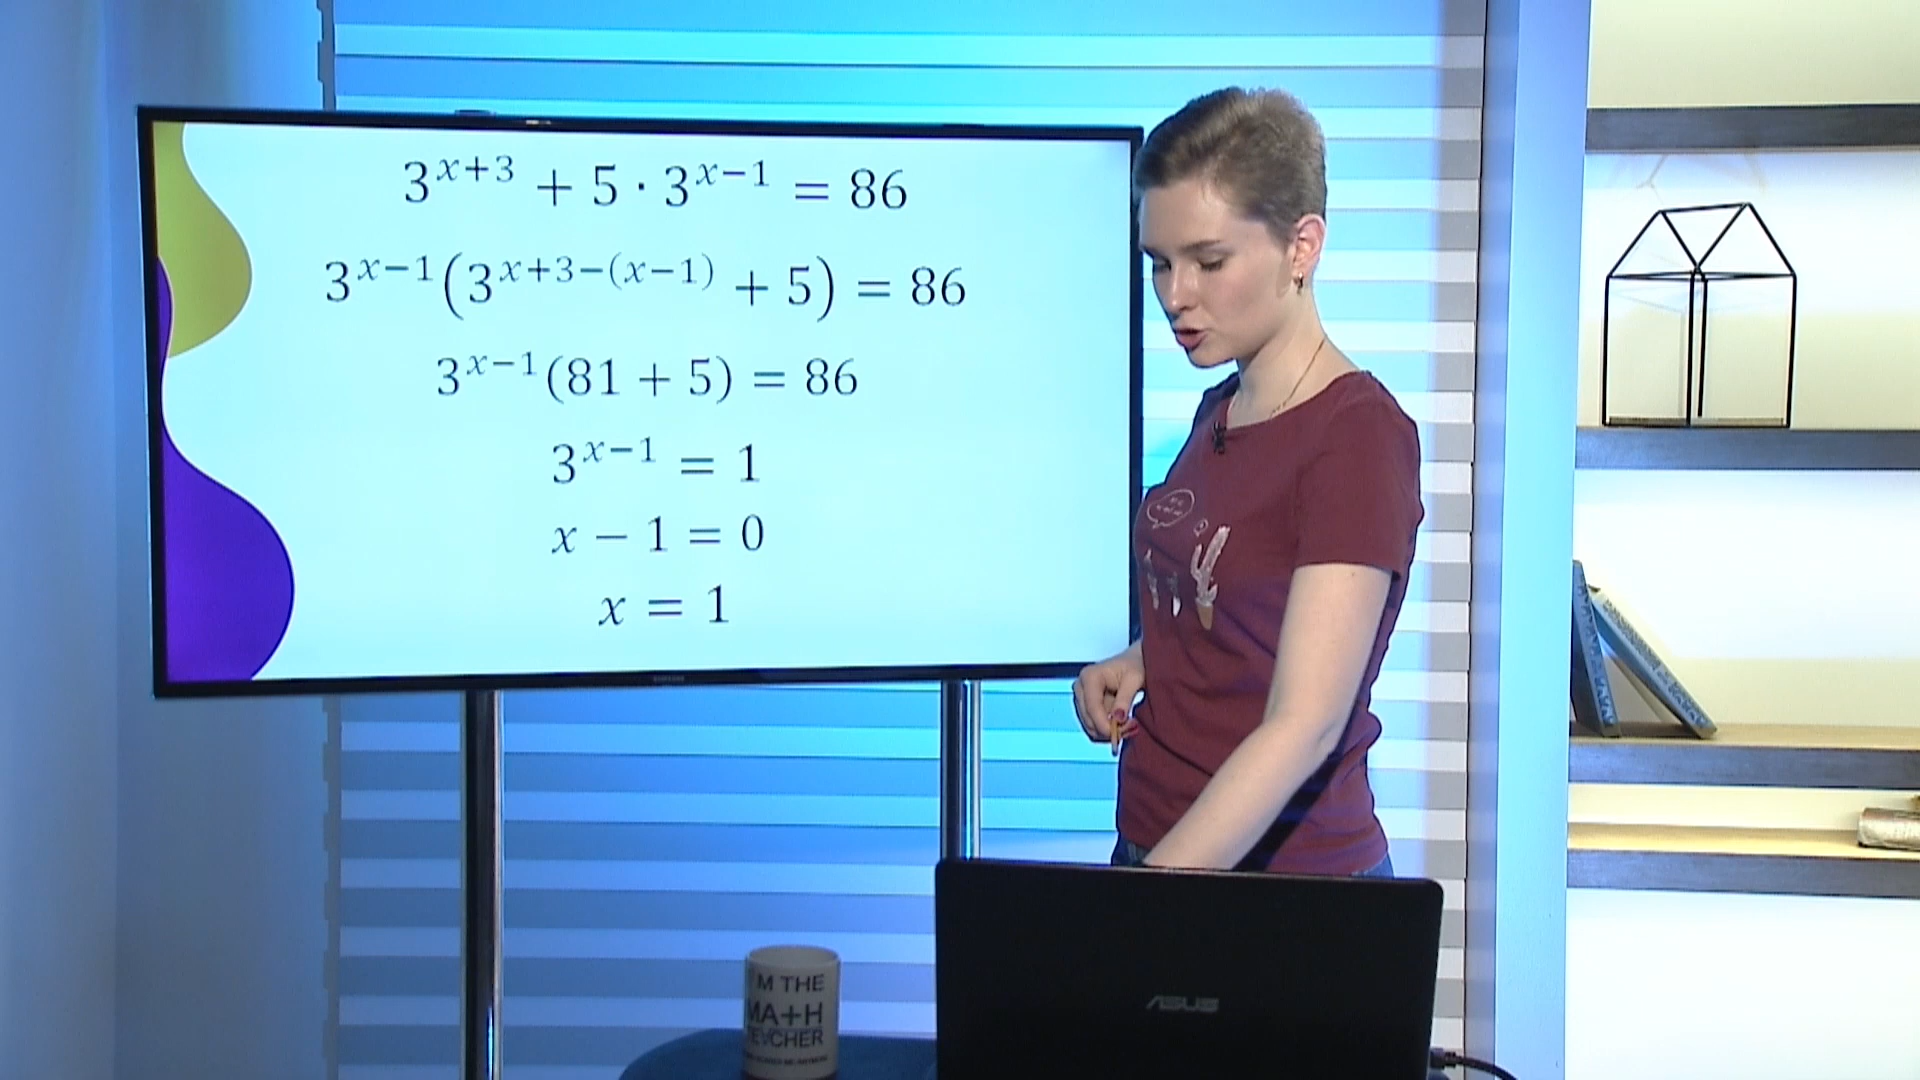 3^{x+3} + 5 · 3^{x−1} = 86
3^{x−1}(3^{x+3−(x−1)} + 5) = 86
3^{x−1}(81 + 5) = 86
3^{x−1} = 1
x − 1 = 0
x = 1
ASUS
I'M THE
MA+H